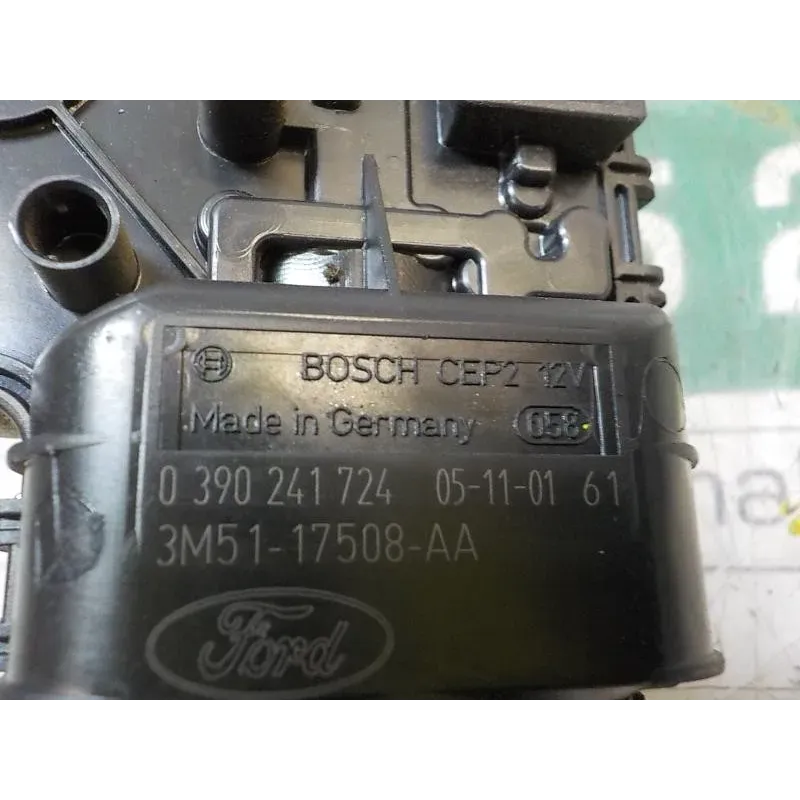 BOSCH CEP2 12V
Made in Germany 058
0 390 241 724 05-11-01 61
3M51-17508-AA
Ford